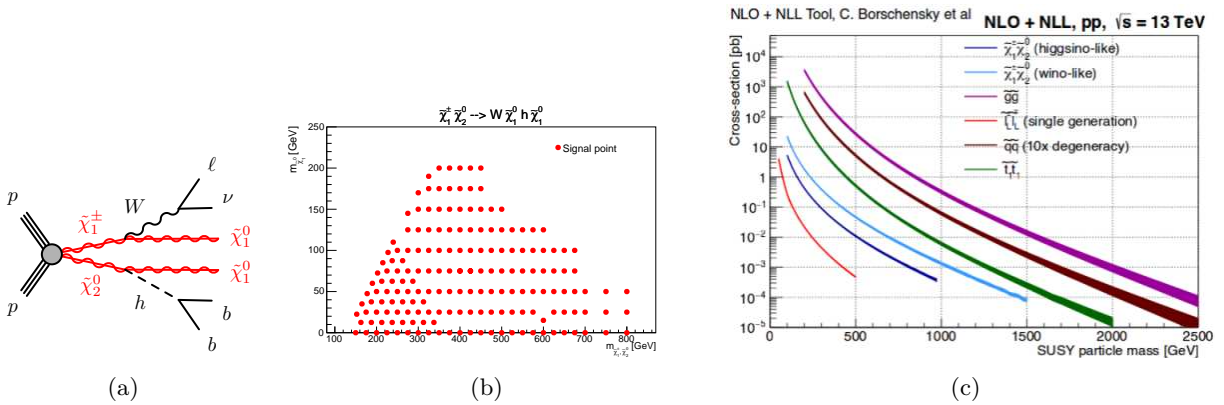 p
p
χ̃₁±
χ̃₂⁰
W
h
ℓ
ν
χ̃₁⁰
χ̃₁⁰
b
b
(a)
χ̃₁± χ̃₂⁰ --> W χ̃₁⁰ h χ̃₁⁰
m χ̃₁⁰ [GeV]
250
200
150
100
50
0
Signal point
100 200 300 400 500 600 700 800
m χ̃₁±, χ̃₂⁰ [GeV]
(b)
NLO + NLL Tool, C. Borschensky et al
NLO + NLL, pp, √s = 13 TeV
Cross-section [pb]
10⁴
10³
10²
10
1
10⁻¹
10⁻²
10⁻³
10⁻⁴
10⁻⁵
χ̃₁±χ̃₂⁰ (higgsino-like)
χ̃₁±χ̃₂⁰ (wino-like)
g̃g̃
l̃l̃ (single generation)
q̃q̃ (10x degeneracy)
t̃₁t̃₁
0 500 1000 1500 2000 2500
SUSY particle mass [GeV]
(c)